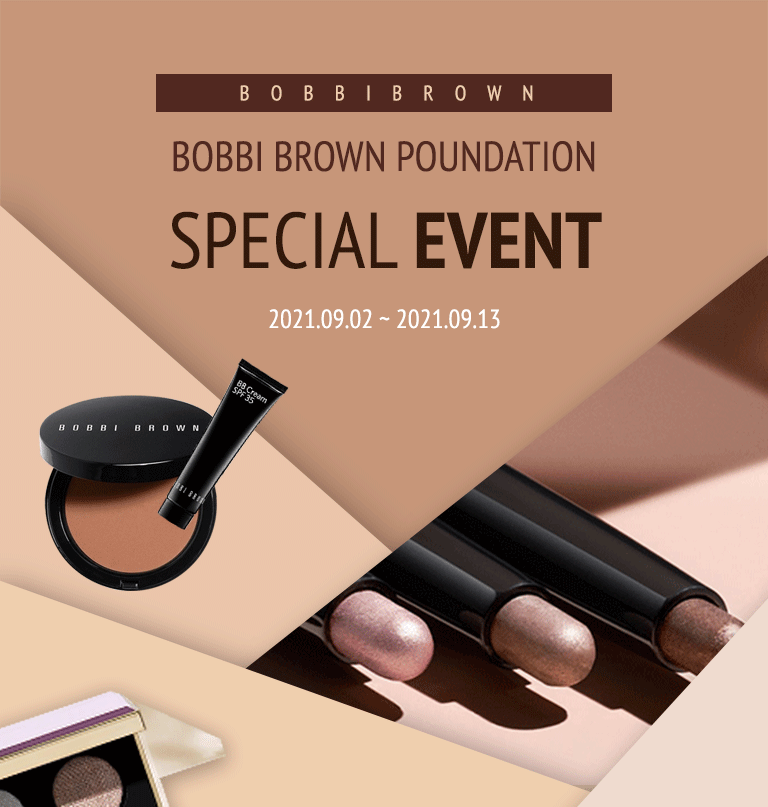 BOBBIBROWN
BOBBI BROWN POUNDATION
SPECIAL EVENT
2021.09.02 ~ 2021.09.13
BB Cream
SPF 35
BOBBI BROWN